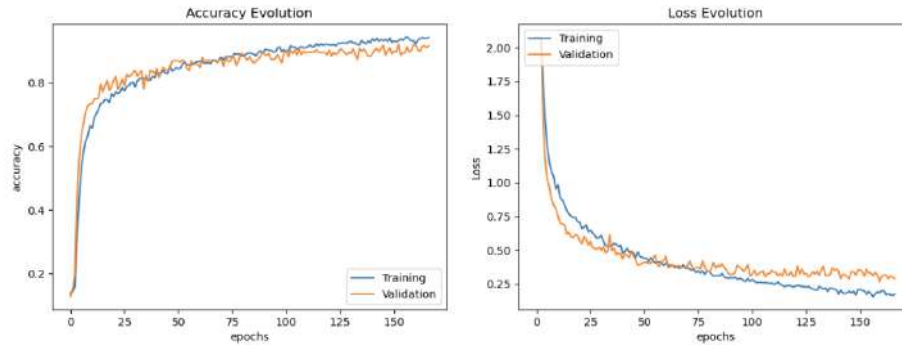 Accuracy Evolution
0.8
0.6
0.4
0.2
accuracy
Training
Validation
0 25 50 75 100 125 150
epochs
Loss Evolution
2.00
1.75
1.50
1.25
1.00
0.75
0.50
0.25
Loss
Training
Validation
0 25 50 75 100 125 150
epochs